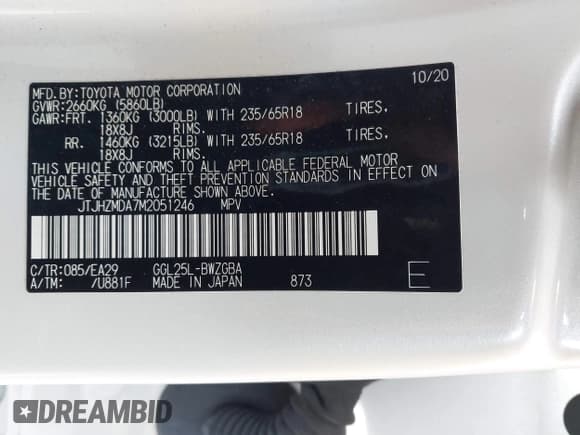 10/20
MFD.BY:TOYOTA MOTOR CORPORATION
GVWR:2660KG (5860LB)
GAWR:FRT. 1360KG (3000LB) WITH 235/65R18 TIRES.
18X8J RIMS.
RR. 1460KG (3215LB) WITH 235/65R18 TIRES.
18X8J RIMS.
THIS VEHICLE CONFORMS TO ALL APPLICABLE FEDERAL MOTOR
VEHICLE SAFETY AND THEFT PREVENTION STANDARDS IN EFFECT ON
THE DATE OF MANUFACTURE SHOWN ABOVE.
JTJHZMDA7M2051246 MPV
C/TR:085/EA29 GGL25L-BWZGBA
A/TM: /U881F MADE IN JAPAN 873 E
DREAMBID